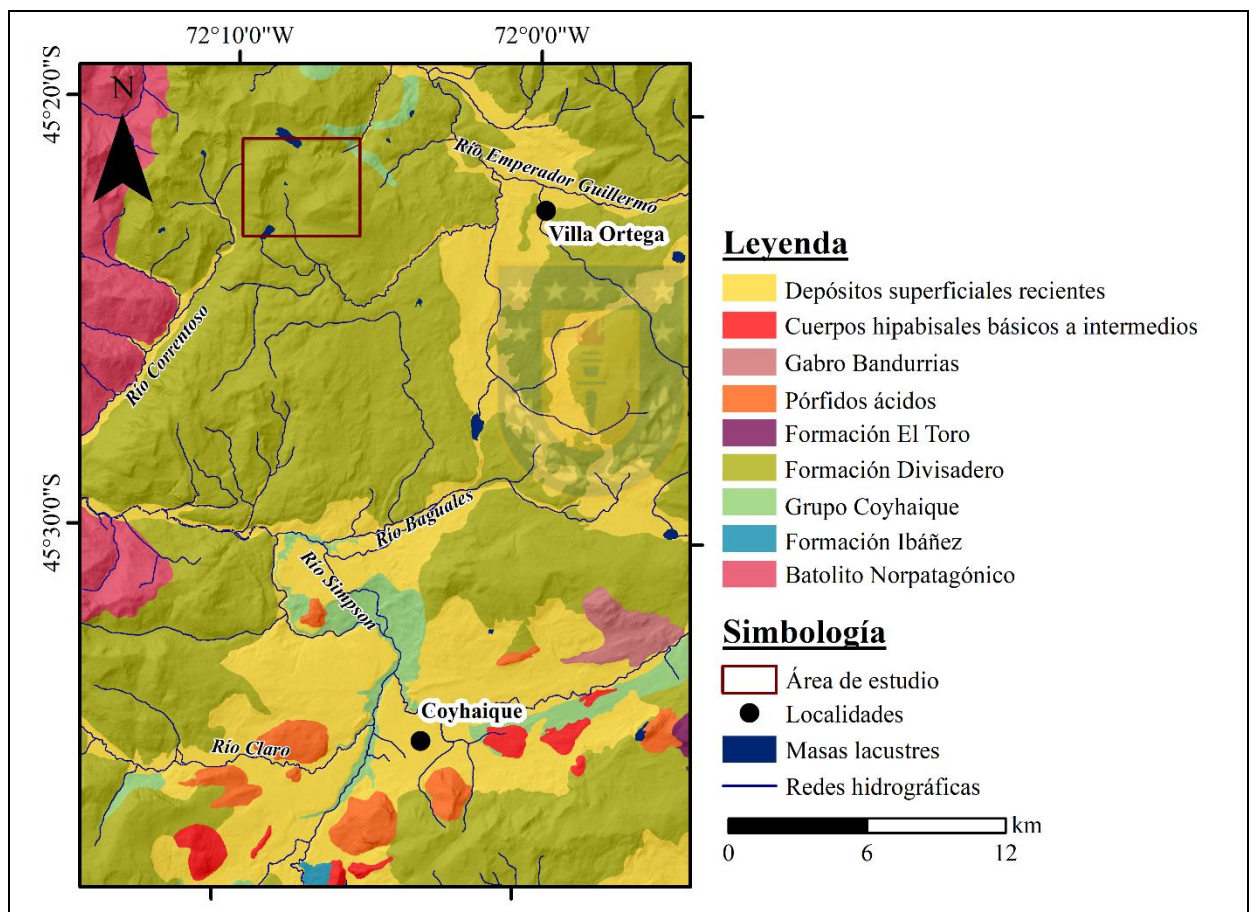 72°10'0"W
72°0'0"W
45°20'0"S
N
Río Emperador Guillermo
Villa Ortega
Río Correntoso
45°30'0"S
Río Baguales
Río Simpson
Coyhaique
Río Claro
Leyenda
Depósitos superficiales recientes
Cuerpos hipabisales básicos a intermedios
Gabro Bandurrias
Pórfidos ácidos
Formación El Toro
Formación Divisadero
Grupo Coyhaique
Formación Ibáñez
Batolito Norpatagónico
Simbología
Área de estudio
Localidades
Masas lacustres
Redes hidrográficas
km
0 6 12